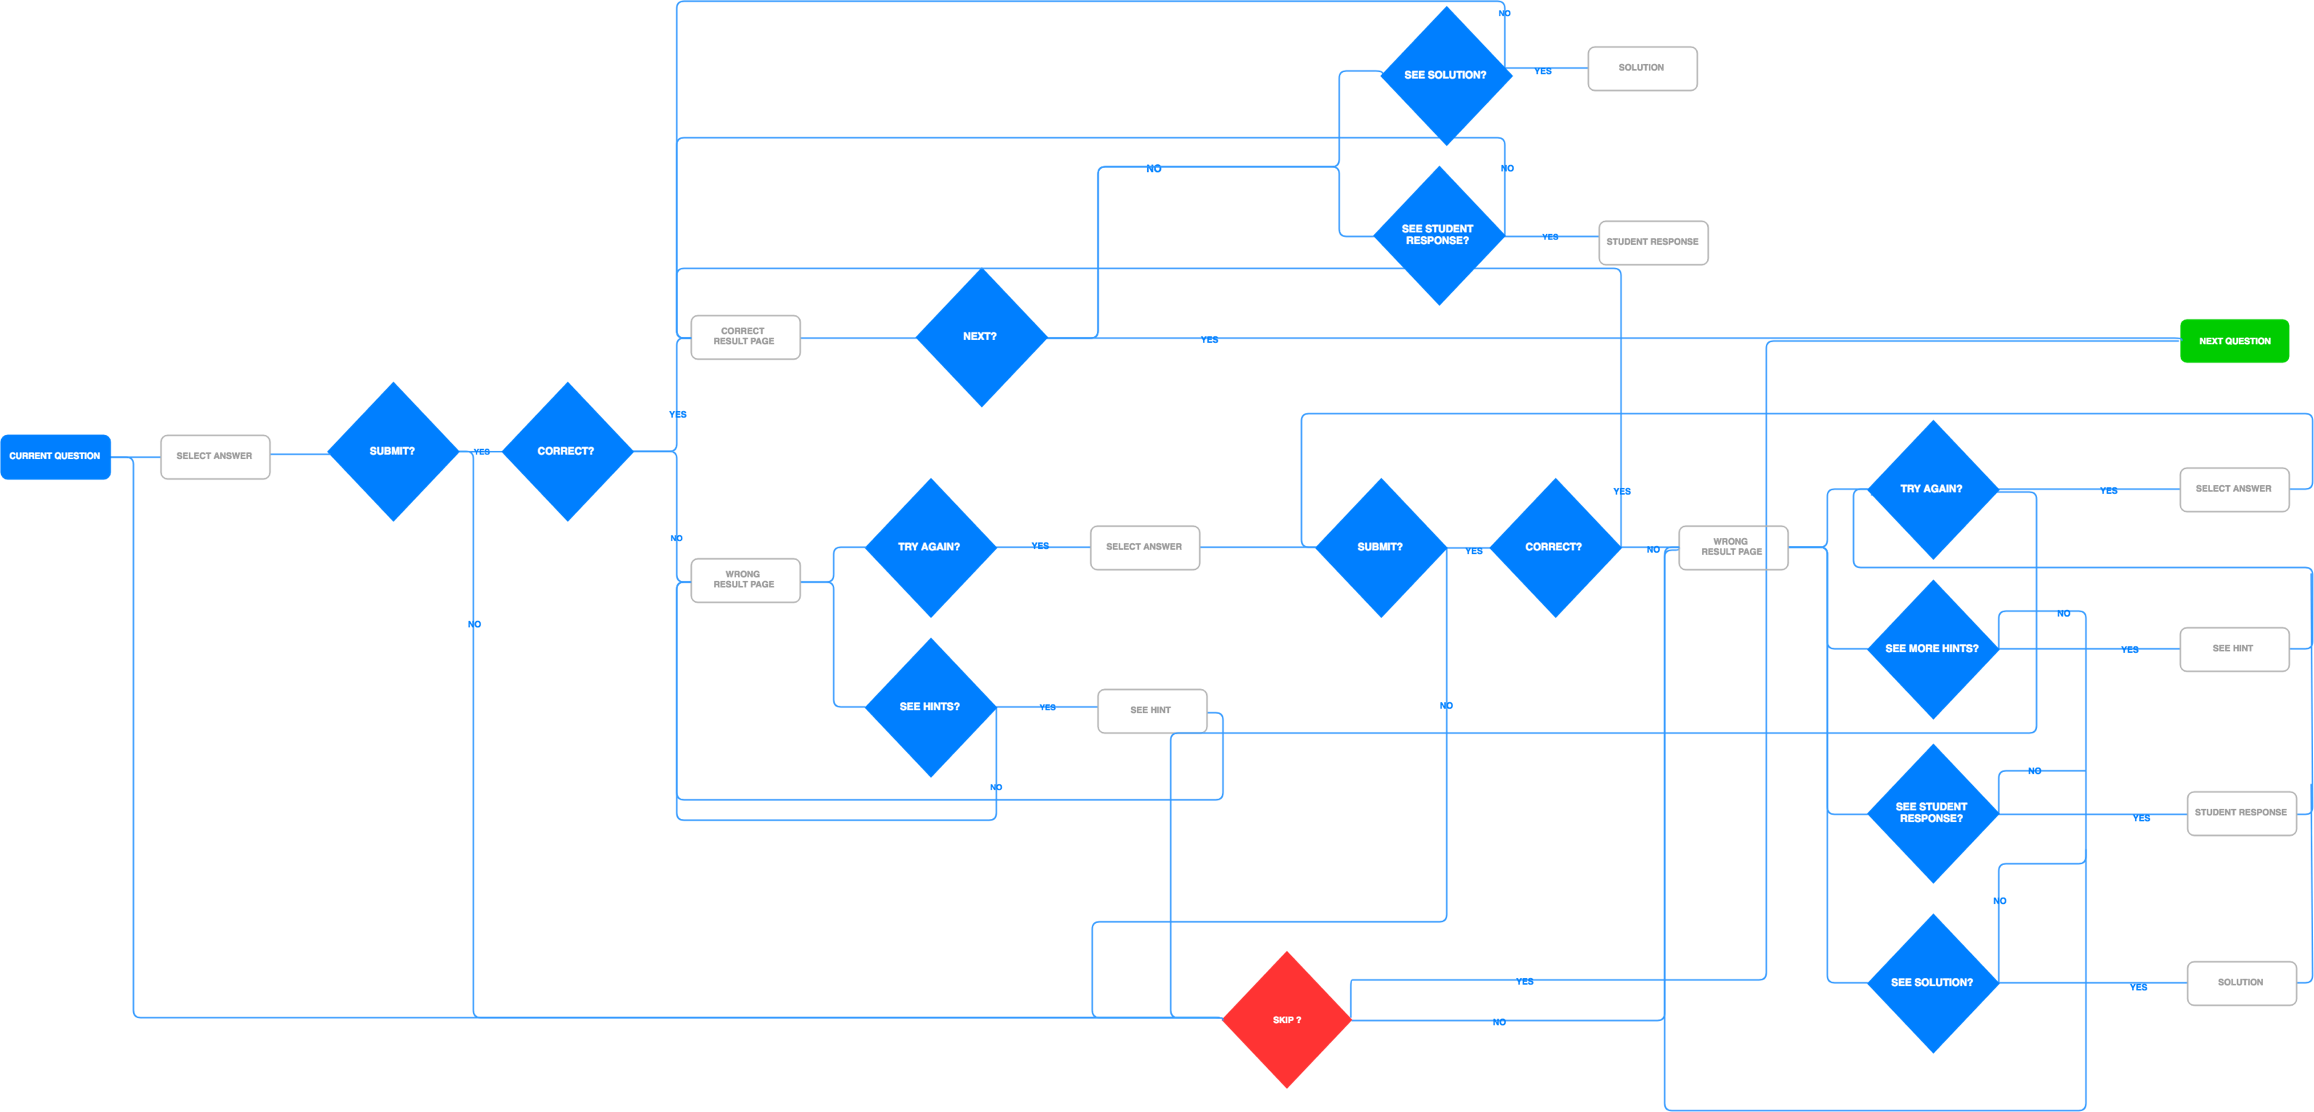 NO
SEE SOLUTION?
YES
SOLUTION
NO
NO
SEE STUDENT
RESPONSE?
YES
STUDENT RESPONSE
CORRECT
RESULT PAGE
NEXT?
YES
NEXT QUESTION
YES
CURRENT QUESTION
SELECT ANSWER
SUBMIT?
YES
CORRECT?
NO
WRONG
RESULT PAGE
TRY AGAIN?
YES
SELECT ANSWER
SUBMIT?
YES
CORRECT?
YES
NO
WRONG
RESULT PAGE
TRY AGAIN?
YES
SELECT ANSWER
NO
SEE HINTS?
YES
SEE HINT
NO
NO
SEE MORE HINTS?
NO
YES
SEE HINT
NO
SEE STUDENT
RESPONSE?
YES
STUDENT RESPONSE
NO
SEE SOLUTION?
YES
SOLUTION
SKIP ?
YES
NO